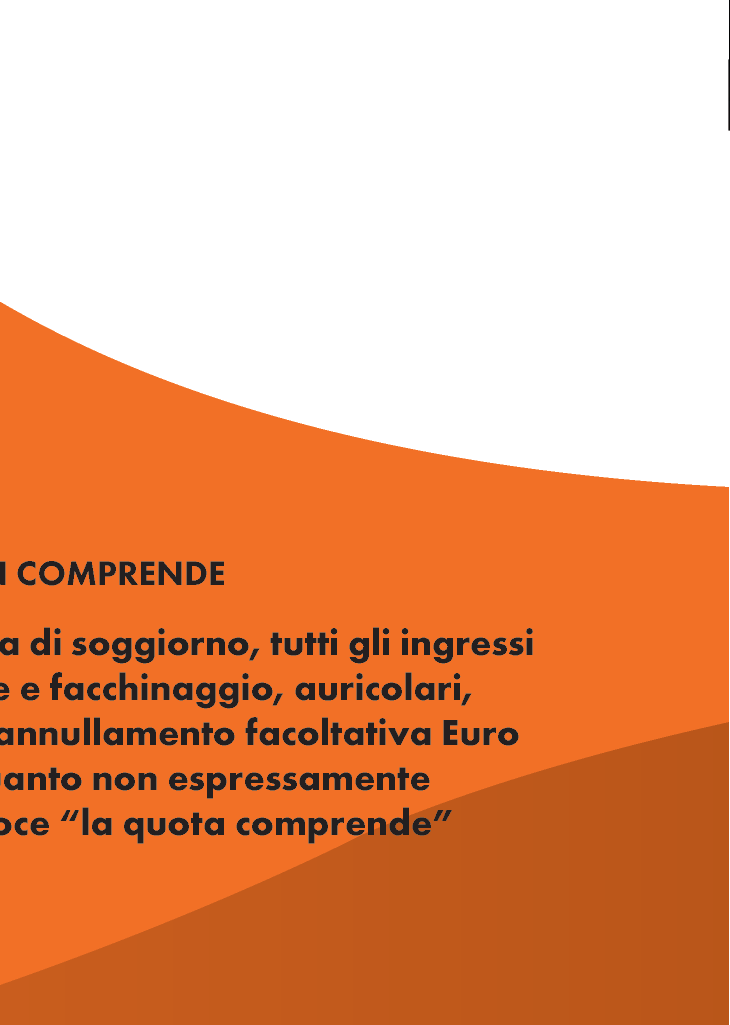 COMPRENDE
a di soggiorno, tutti gli ingressi
e e facchinaggio, auricolari,
annullamento facoltativa Euro
anto non espressamente
oce “la quota comprende”